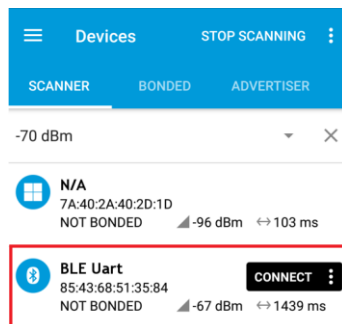 Devices STOP SCANNING
SCANNER BONDED ADVERTISER
-70 dBm
N/A
7A:40:2A:40:2D:1D
NOT BONDED -96 dBm 103 ms
BLE Uart
CONNECT
85:43:68:51:35:84
NOT BONDED -67 dBm 1439 ms